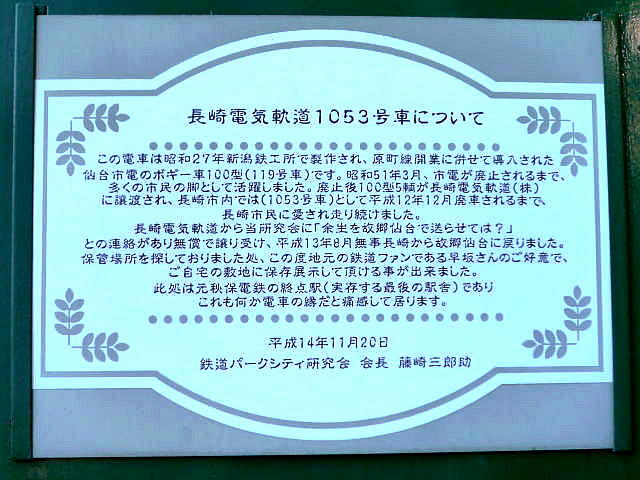 長崎電気軌道1053号車について
この電車は昭和27年新潟鉄工所で製作され、原町線開業に併せて導入された
仙台市電のボギー車100型(119号車)です。昭和51年3月、市電が廃止されるまで、
多くの市民の脚として活躍しました。廃止後100型5輌が長崎電気軌道(株)
に譲渡され、長崎市内では(1053号車)として平成12年12月廃車されるまで、
長崎市民に愛され走り続けました。
長崎電気軌道から当研究会に「余生を故郷仙台で送らせては?」
との連絡があり無償で譲り受け、平成13年8月無事長崎から故郷仙台に戻りました。
保管場所を探しておりました処、この度地元の鉄道ファンである早坂さんのご好意で、
ご自宅の敷地に保存展示して頂ける事が出来ました。
此処は元秋保電鉄の終点駅(実存する最後の駅舎)であり
これも何か電車の縁だと痛感して居ります。
平成14年11月20日
鉄道パークシティ研究会 会長 藤崎三郎助